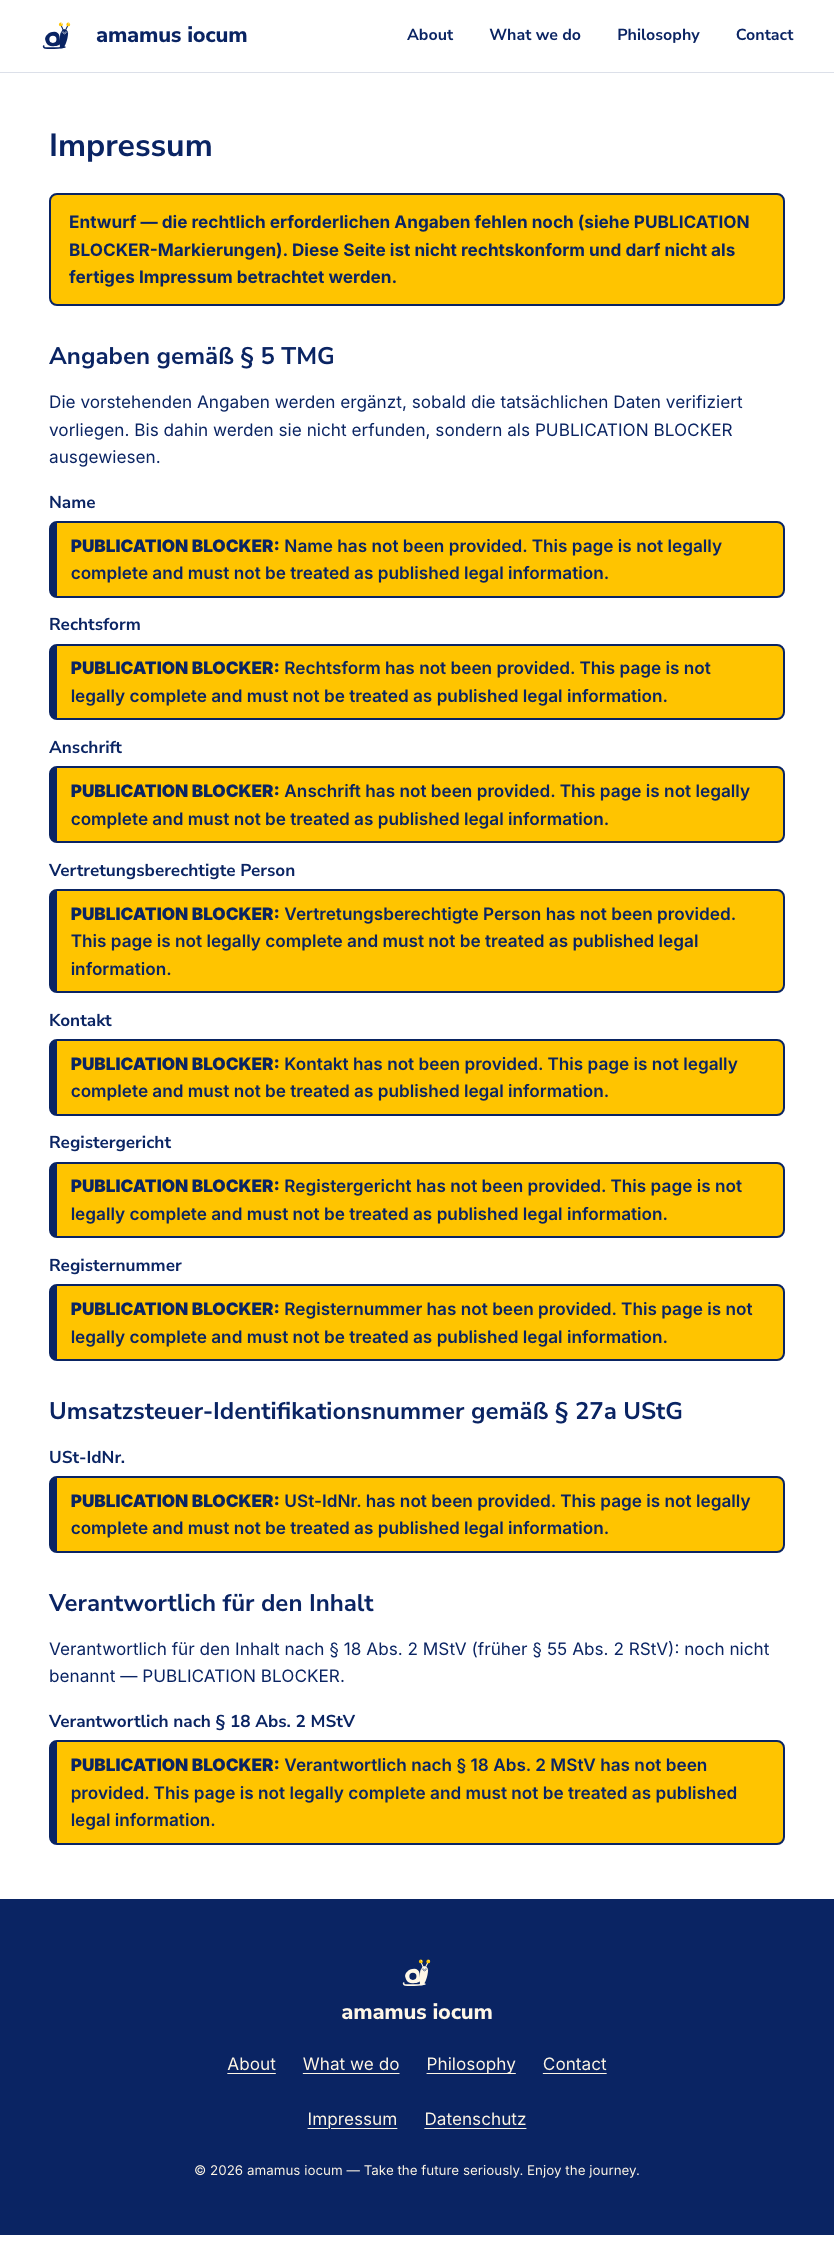 amamus iocum About What we do Philosophy Contact
Impressum
Entwurf — die rechtlich erforderlichen Angaben fehlen noch (siehe PUBLICATION
BLOCKER-Markierungen). Diese Seite ist nicht rechtskonform und darf nicht als
fertiges Impressum betrachtet werden.
Angaben gemäß § 5 TMG
Die vorstehenden Angaben werden ergänzt, sobald die tatsächlichen Daten verifiziert
vorliegen. Bis dahin werden sie nicht erfunden, sondern als PUBLICATION BLOCKER
ausgewiesen.
Name
PUBLICATION BLOCKER: Name has not been provided. This page is not legally
complete and must not be treated as published legal information.
Rechtsform
PUBLICATION BLOCKER: Rechtsform has not been provided. This page is not
legally complete and must not be treated as published legal information.
Anschrift
PUBLICATION BLOCKER: Anschrift has not been provided. This page is not legally
complete and must not be treated as published legal information.
Vertretungsberechtigte Person
PUBLICATION BLOCKER: Vertretungsberechtigte Person has not been provided.
This page is not legally complete and must not be treated as published legal
information.
Kontakt
PUBLICATION BLOCKER: Kontakt has not been provided. This page is not legally
complete and must not be treated as published legal information.
Registergericht
PUBLICATION BLOCKER: Registergericht has not been provided. This page is not
legally complete and must not be treated as published legal information.
Registernummer
PUBLICATION BLOCKER: Registernummer has not been provided. This page is not
legally complete and must not be treated as published legal information.
Umsatzsteuer-Identifikationsnummer gemäß § 27a UStG
USt-IdNr.
PUBLICATION BLOCKER: USt-IdNr. has not been provided. This page is not legally
complete and must not be treated as published legal information.
Verantwortlich für den Inhalt
Verantwortlich für den Inhalt nach § 18 Abs. 2 MStV (früher § 55 Abs. 2 RStV): noch nicht
benannt — PUBLICATION BLOCKER.
Verantwortlich nach § 18 Abs. 2 MStV
PUBLICATION BLOCKER: Verantwortlich nach § 18 Abs. 2 MStV has not been
provided. This page is not legally complete and must not be treated as published
legal information.
amamus iocum
About What we do Philosophy Contact
Impressum Datenschutz
© 2026 amamus iocum — Take the future seriously. Enjoy the journey.